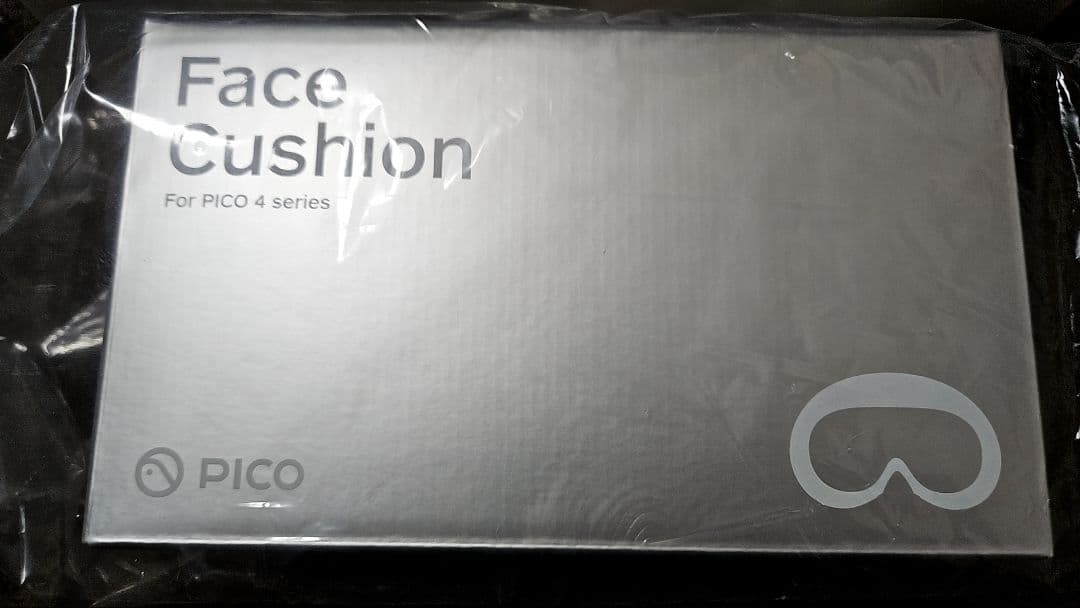 Face
Cushion
For PICO 4 series
PICO